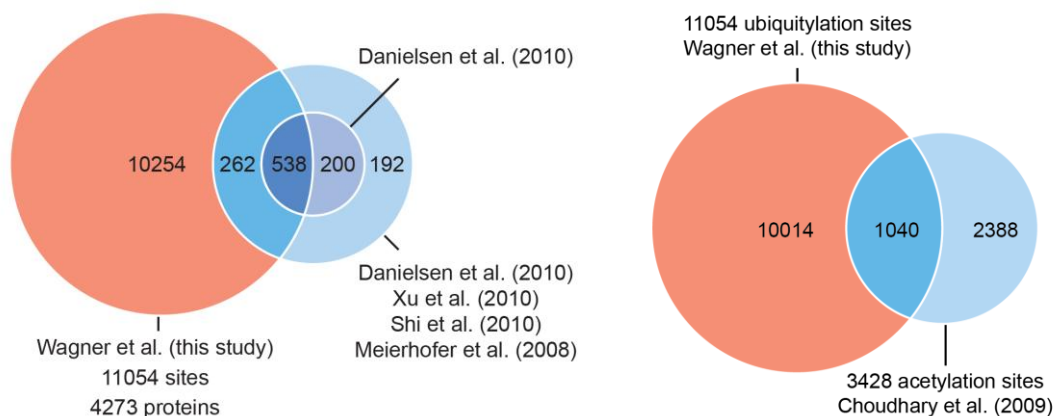 Danielsen et al. (2010)
10254
262
538
200
192
Danielsen et al. (2010)
Xu et al. (2010)
Shi et al. (2010)
Meierhofer et al. (2008)
Wagner et al. (this study)
11054 sites
4273 proteins
11054 ubiquitylation sites
Wagner et al. (this study)
10014
1040
2388
3428 acetylation sites
Choudhary et al. (2009)